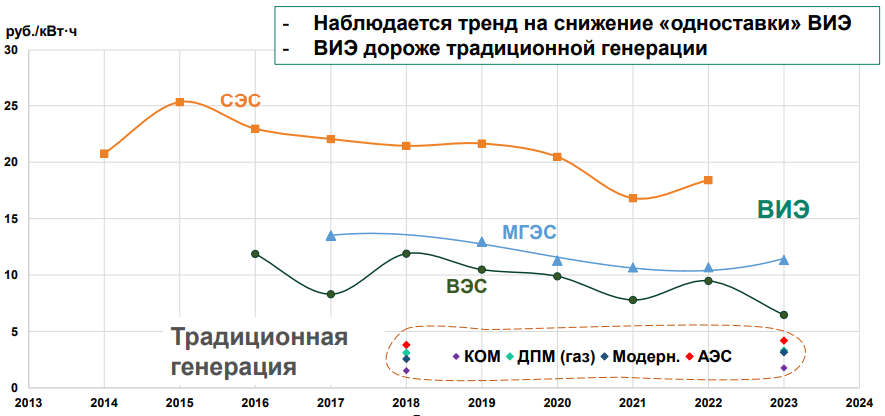 руб./кВт·ч
- Наблюдается тренд на снижение «одноставки» ВИЭ
- ВИЭ дороже традиционной генерации
30
25
20
15
10
5
0
СЭС
ВИЭ
МГЭС
ВЭС
Традиционная
генерация
КОМ ДПМ (газ) Модерн. АЭС
2013 2014 2015 2016 2017 2018 2019 2020 2021 2022 2023 2024